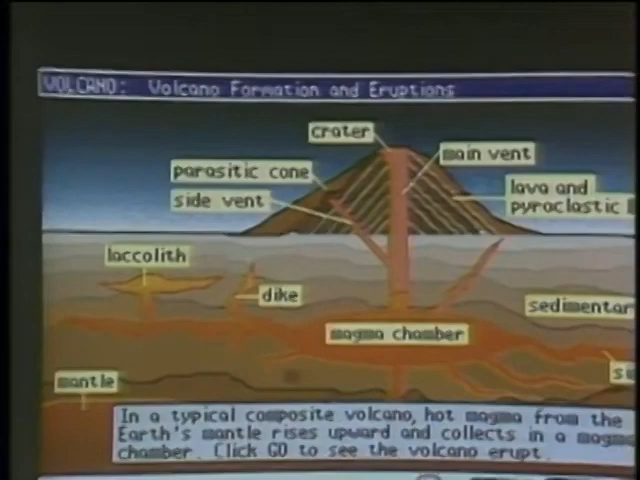 VOLCANO: Volcano Formation and Eruptions
crater
main vent
parasitic cone
side vent
lava and
pyroclastic
laccolith
dike
sedimentar
magma chamber
mantle
In a typical composite volcano, hot magma from the
Earth's mantle rises upward and collects in a magma
chamber. Click GO to see the volcano erupt.